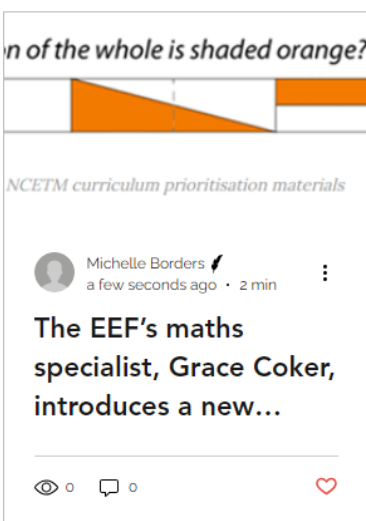 n of the whole is shaded orange?
NCETM curriculum prioritisation materials
Michelle Borders
a few seconds ago · 2 min
The EEF's maths
specialist, Grace Coker,
introduces a new...
0 0